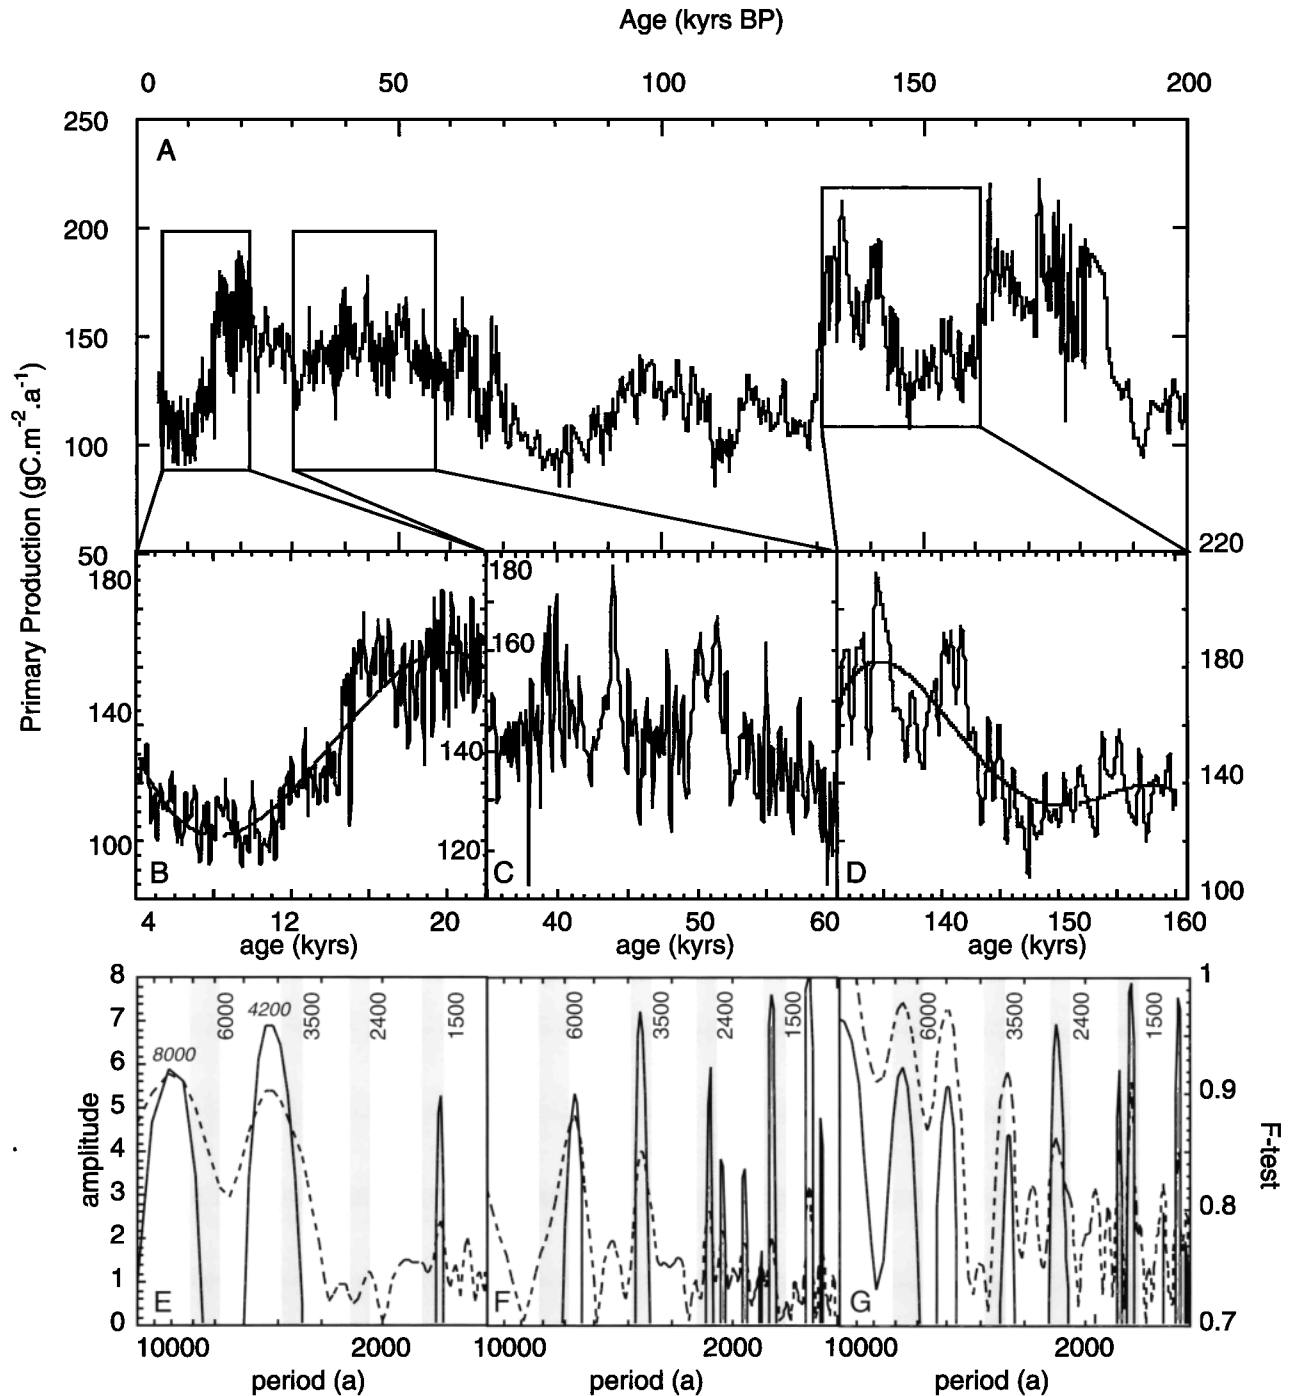 Age (kyrs BP)
0 50 100 150 200
250
A
200
150
100
50
Primary Production (gC.m⁻².a⁻¹)
220
180
140
100
B
180
160
140
120
C
D
180
140
100
4 12 20 40 50 60 140 150 160
age (kyrs) age (kyrs) age (kyrs)
8
7
6
5
4
3
2
1
0
amplitude
8000
6000
4200
3500
2400
1500
E
6000
3500
2400
1500
F
6000
3500
2400
1500
G
1
0.9
0.8
0.7
F-test
10000 2000 10000 2000 10000 2000
period (a) period (a) period (a)